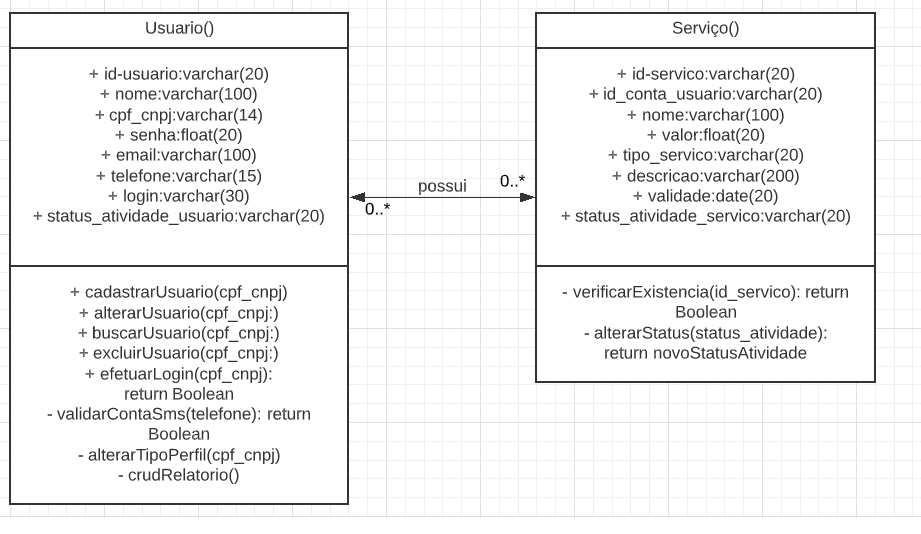 Usuario()
+ id-usuario:varchar(20)
+ nome:varchar(100)
+ cpf_cnpj:varchar(14)
+ senha:float(20)
+ email:varchar(100)
+ telefone:varchar(15)
+ login:varchar(30)
+ status_atividade_usuario:varchar(20)
+ cadastrarUsuario(cpf_cnpj)
+ alterarUsuario(cpf_cnpj:)
+ buscarUsuario(cpf_cnpj:)
+ excluirUsuario(cpf_cnpj:)
+ efetuarLogin(cpf_cnpj):
return Boolean
- validarContaSms(telefone): return
Boolean
- alterarTipoPerfil(cpf_cnpj)
- crudRelatorio()
possui
0..*
0..*
Serviço()
+ id-servico:varchar(20)
+ id_conta_usuario:varchar(20)
+ nome:varchar(100)
+ valor:float(20)
+ tipo_servico:varchar(20)
+ descricao:varchar(200)
+ validade:date(20)
+ status_atividade_servico:varchar(20)
- verificarExistencia(id_servico): return
Boolean
- alterarStatus(status_atividade):
return novoStatusAtividade